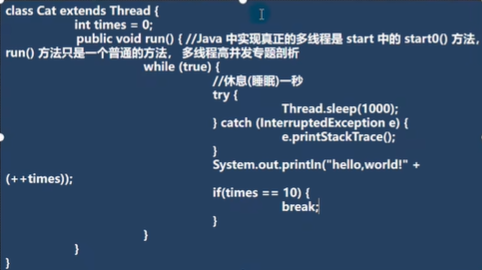 class Cat extends Thread {
int times = 0;
public void run() { //Java 中实现真正的多线程是 start 中的 start0() 方法,
run() 方法只是一个普通的方法， 多线程高并发专题剖析
while (true) {
//休息(睡眠)一秒
try {
Thread.sleep(1000);
} catch (InterruptedException e) {
e.printStackTrace();
}
System.out.println("hello,world!" +
(++times));
if(times == 10) {
break;
}
}
}
}